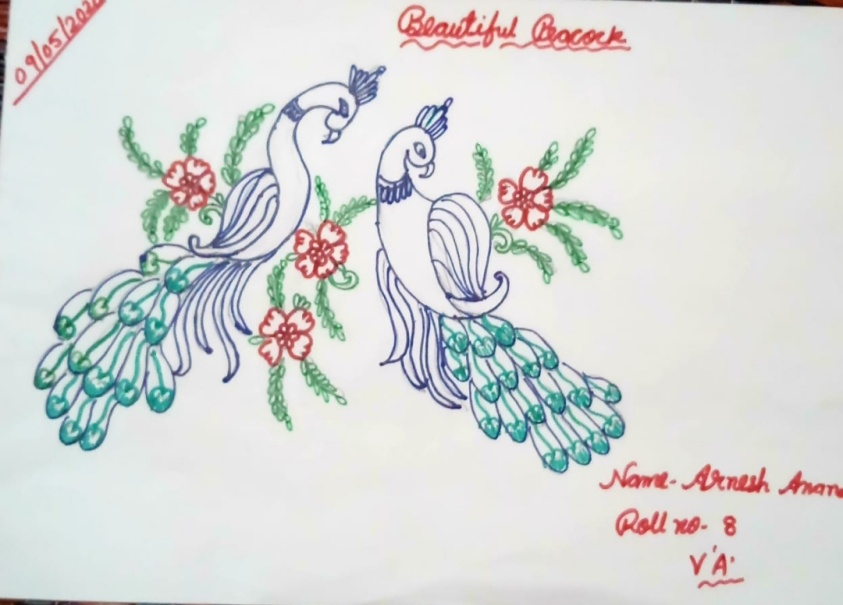 09/05/202
Beautiful Peacock
Name- Arnesh Anan
Roll no- 8
V 'A'